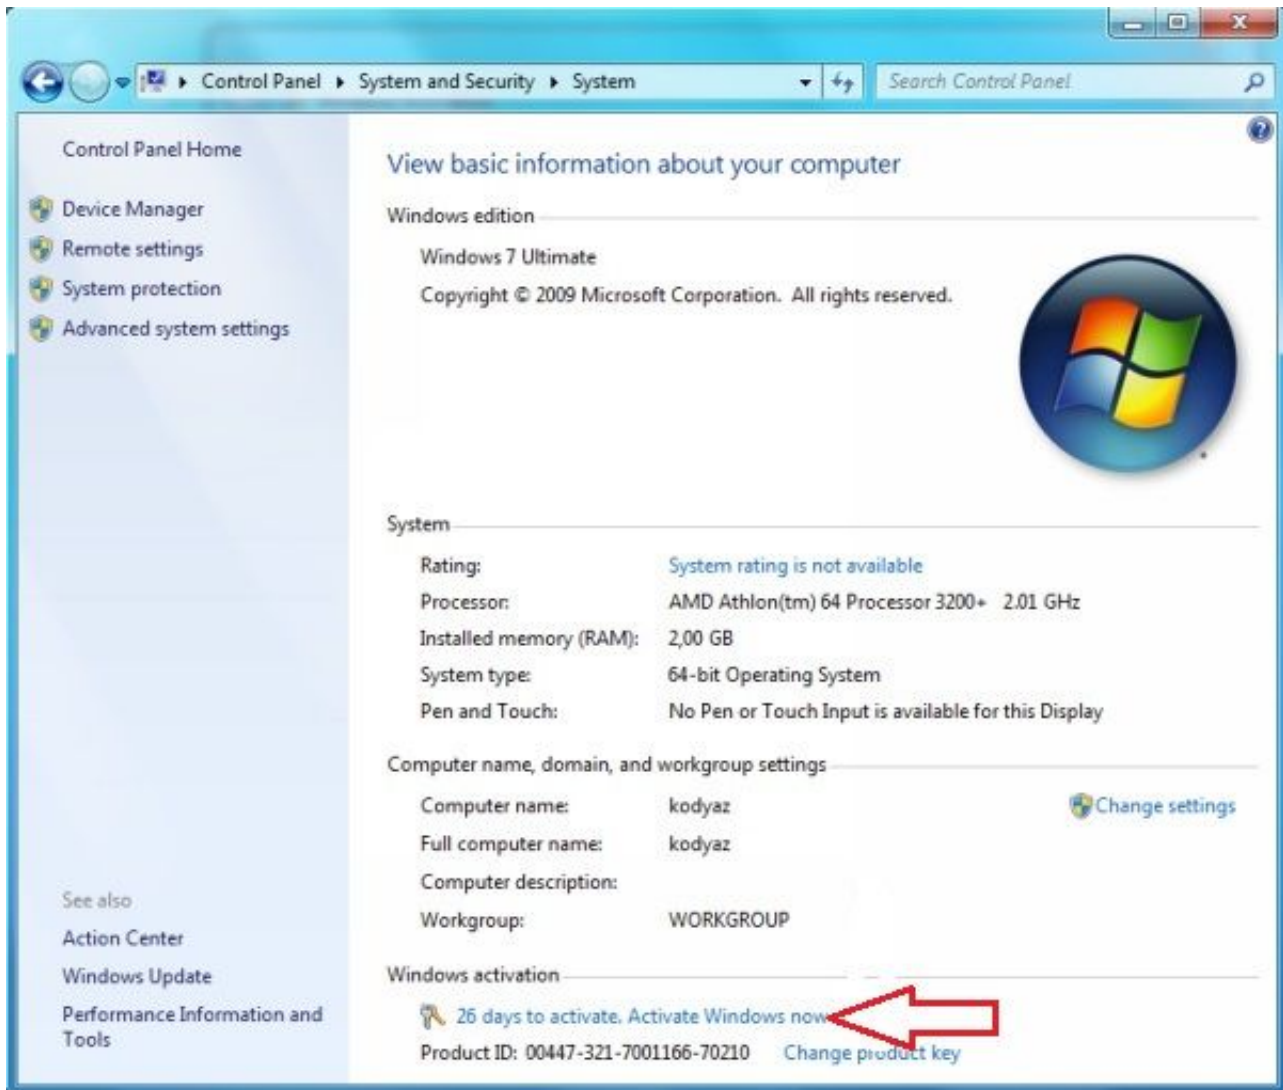 Control Panel ▸ System and Security ▸ System
Search Control Panel
Control Panel Home
Device Manager
Remote settings
System protection
Advanced system settings
See also
Action Center
Windows Update
Performance Information and
Tools
View basic information about your computer
Windows edition
Windows 7 Ultimate
Copyright © 2009 Microsoft Corporation. All rights reserved.
System
Rating: System rating is not available
Processor: AMD Athlon(tm) 64 Processor 3200+ 2.01 GHz
Installed memory (RAM): 2,00 GB
System type: 64-bit Operating System
Pen and Touch: No Pen or Touch Input is available for this Display
Computer name, domain, and workgroup settings
Computer name: kodyaz Change settings
Full computer name: kodyaz
Computer description:
Workgroup: WORKGROUP
Windows activation
26 days to activate. Activate Windows now
Product ID: 00447-321-7001166-70210 Change product key